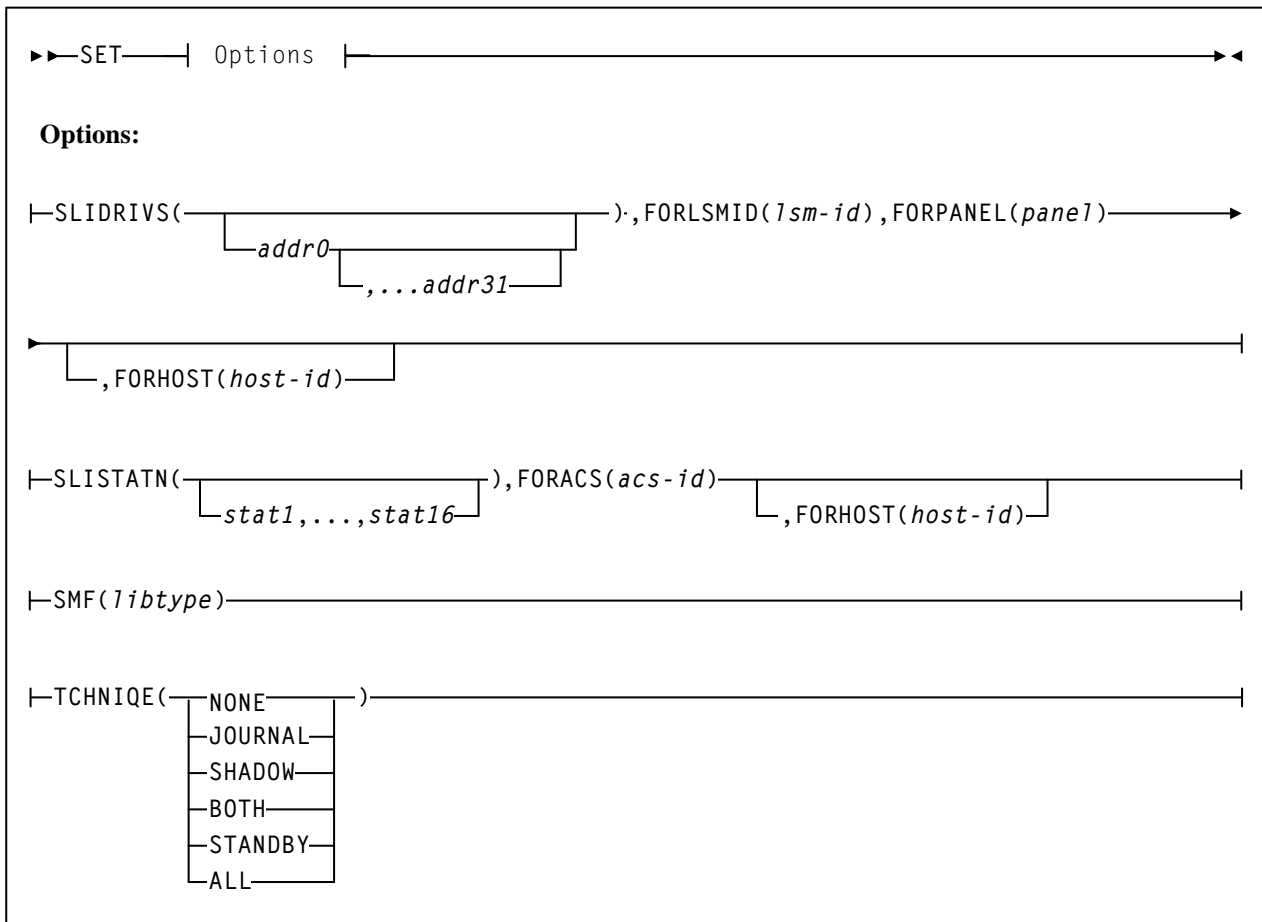 SET Options
Options:
SLIDRIVS( ),FORLSMID(lsm-id),FORPANEL(panel)
addr0
,...addr31
,FORHOST(host-id)
SLISTATN( ),FORACS(acs-id)
stat1,...,stat16
,FORHOST(host-id)
SMF(libtype)
TCHNIQE( NONE )
JOURNAL
SHADOW
BOTH
STANDBY
ALL